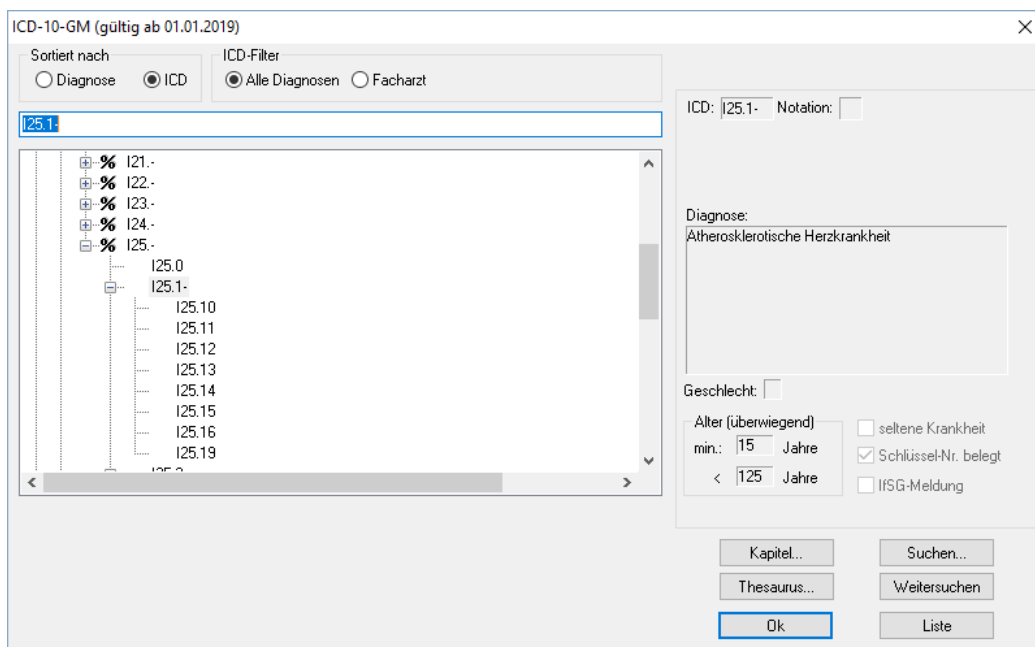 ICD-10-GM (gültig ab 01.01.2019)
Sortiert nach
Diagnose
ICD
ICD-Filter
Alle Diagnosen
Facharzt
I25.1-
% I21.-
% I22.-
% I23.-
% I24.-
% I25.-
I25.0
I25.1-
I25.10
I25.11
I25.12
I25.13
I25.14
I25.15
I25.16
I25.19
ICD: I25.1- Notation:
Diagnose:
Atherosklerotische Herzkrankheit
Geschlecht:
Alter (überwiegend)
min.: 15 Jahre
< 125 Jahre
seltene Krankheit
Schlüssel-Nr. belegt
IfSG-Meldung
Kapitel...
Suchen...
Thesaurus...
Weitersuchen
Ok
Liste